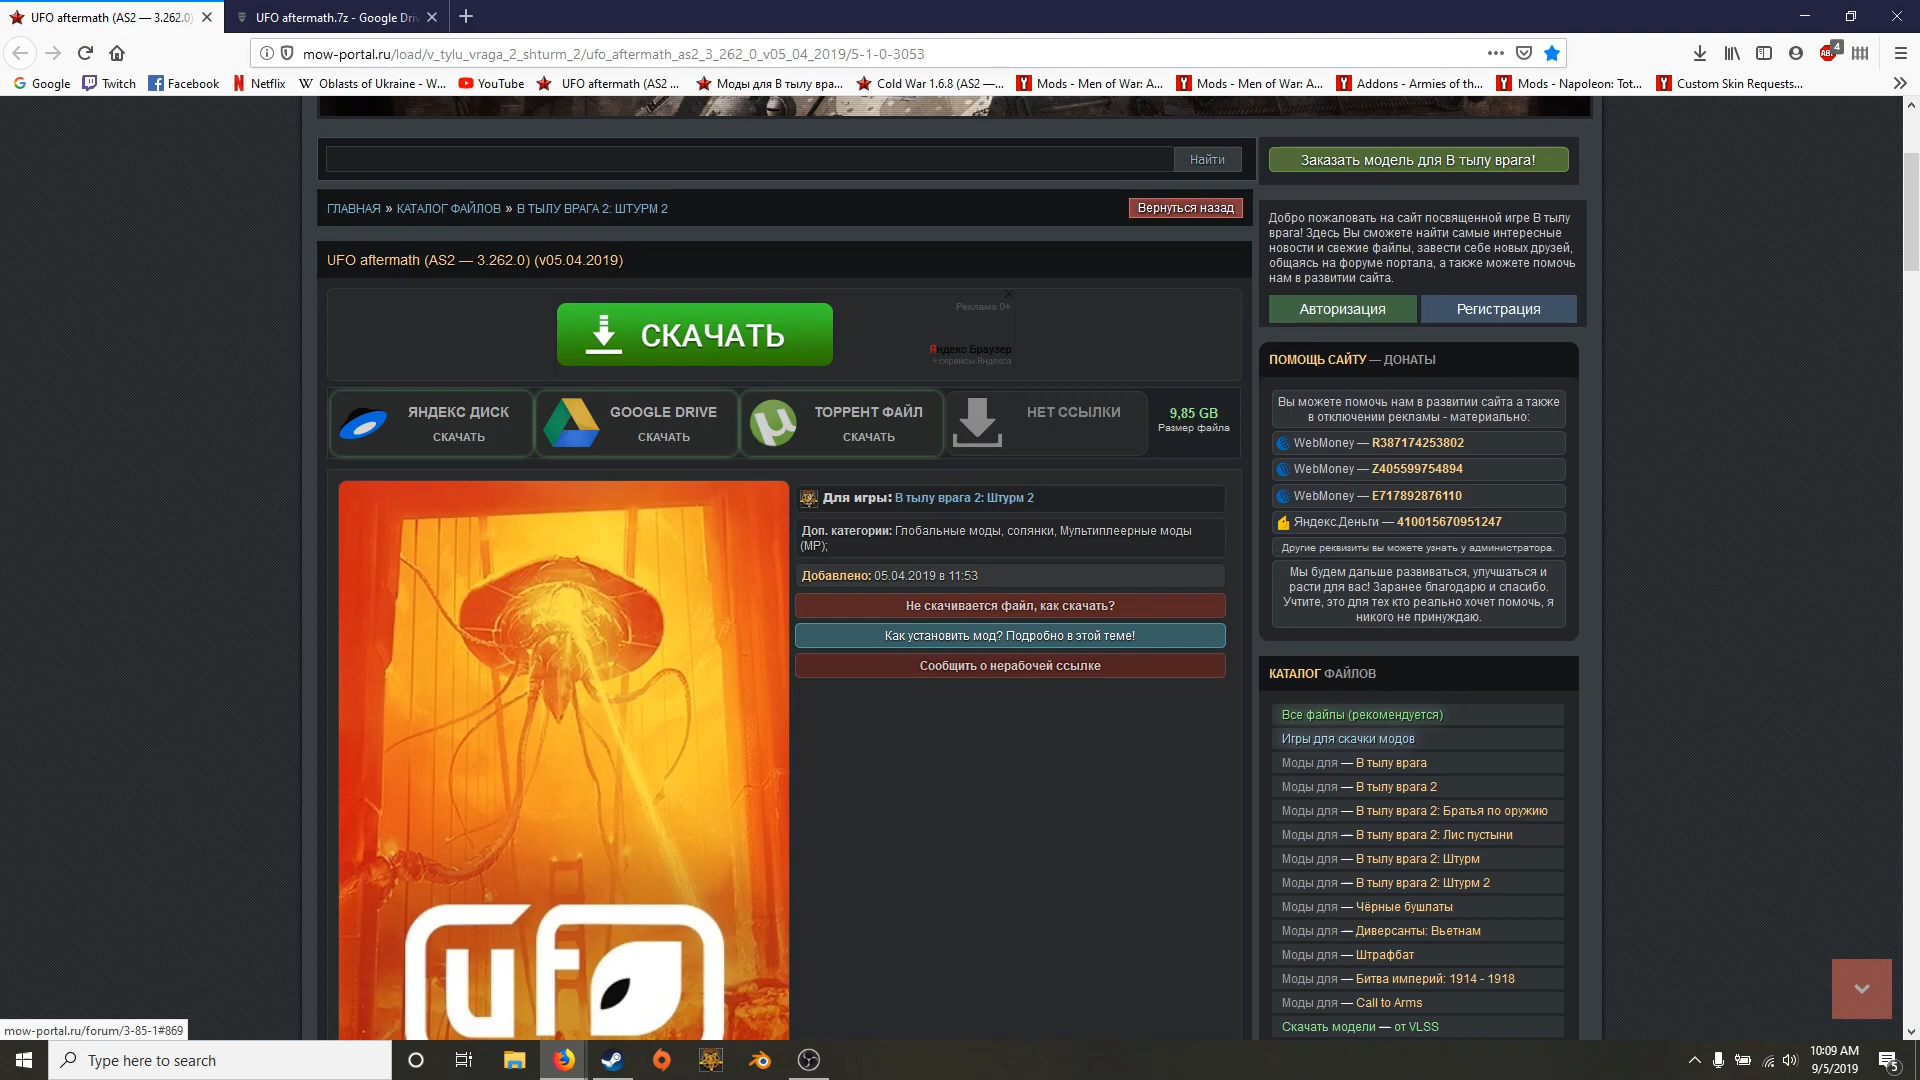 UFO aftermath (AS2 — 3.262.0)
UFO aftermath.7z - Google Driv
mow-portal.ru/load/v_tylu_vraga_2_shturm_2/ufo_aftermath_as2_3_262_0_v05_04_2019/5-1-0-3053
4
Google
Twitch
Facebook
Netflix
Oblasts of Ukraine - W...
YouTube
UFO aftermath (AS2 ...
Моды для В тылу вра...
Cold War 1.6.8 (AS2 —...
Mods - Men of War: A...
Mods - Men of War: A...
Addons - Armies of th...
Mods - Napoleon: Tot...
Custom Skin Requests...
Найти
Заказать модель для В тылу врага!
ГЛАВНАЯ » КАТАЛОГ ФАЙЛОВ » В ТЫЛУ ВРАГА 2: ШТУРМ 2
Вернуться назад
UFO aftermath (AS2 — 3.262.0) (v05.04.2019)
СКАЧАТЬ
Реклама 0+
Яндекс Браузер
+ сервисы Яндекса
ЯНДЕКС ДИСК
СКАЧАТЬ
GOOGLE DRIVE
СКАЧАТЬ
ТОРРЕНТ ФАЙЛ
СКАЧАТЬ
НЕТ ССЫЛКИ
9,85 GB
Размер файла
Для игры: В тылу врага 2: Штурм 2
Доп. категории: Глобальные моды, солянки, Мультиплеерные моды
(MP);
Добавлено: 05.04.2019 в 11:53
Не скачивается файл, как скачать?
Как установить мод? Подробно в этой теме!
Сообщить о нерабочей ссылке
ufo
Добро пожаловать на сайт посвященной игре В тылу
врага! Здесь Вы сможете найти самые интересные
новости и свежие файлы, завести себе новых друзей,
общаясь на форуме портала, а также можете помочь
нам в развитии сайта.
Авторизация
Регистрация
ПОМОЩЬ САЙТУ — ДОНАТЫ
Вы можете помочь нам в развитии сайта а также
в отключении рекламы - материально:
WebMoney — R387174253802
WebMoney — Z405599754894
WebMoney — E717892876110
Яндекс.Деньги — 410015670951247
Другие реквизиты вы можете узнать у администратора.
Мы будем дальше развиваться, улучшаться и
расти для вас! Заранее благодарю и спасибо.
Учтите, это для тех кто реально хочет помочь, я
никого не принуждаю.
КАТАЛОГ ФАЙЛОВ
Все файлы (рекомендуется)
Игры для скачки модов
Моды для — В тылу врага
Моды для — В тылу врага 2
Моды для — В тылу врага 2: Братья по оружию
Моды для — В тылу врага 2: Лис пустыни
Моды для — В тылу врага 2: Штурм
Моды для — В тылу врага 2: Штурм 2
Моды для — Чёрные бушлаты
Моды для — Диверсанты: Вьетнам
Моды для — Штрафбат
Моды для — Битва империй: 1914 - 1918
Моды для — Call to Arms
Скачать модели — от VLSS
mow-portal.ru/forum/3-85-1#869
Type here to search
10:09 AM
9/5/2019
5